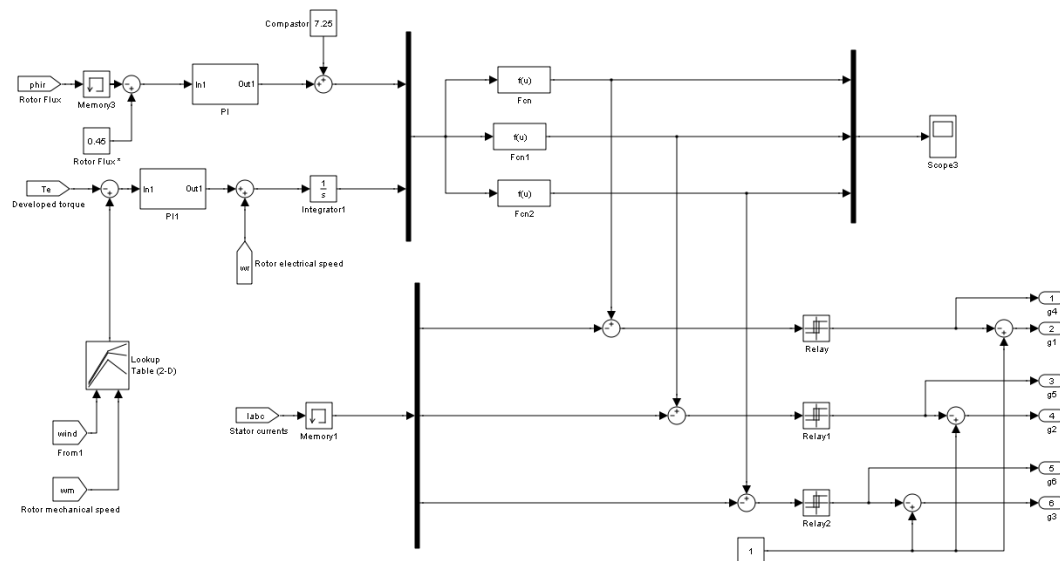 Compastor
7.25
phir
Rotor Flux
Memory3
In1
Out1
PI
0.45
Rotor Flux *
Te
Developed torque
In1
Out1
PI1
1
s
Integrator1
wr
Rotor electrical speed
f(u)
Fcn
f(u)
Fcn1
f(u)
Fcn2
Scope3
Lookup
Table (2-D)
wind
From1
wm
Rotor mechanical speed
Iabc
Stator currents
Memory1
Relay
Relay1
Relay2
1
1
g4
2
g1
3
g5
4
g2
5
g6
6
g3